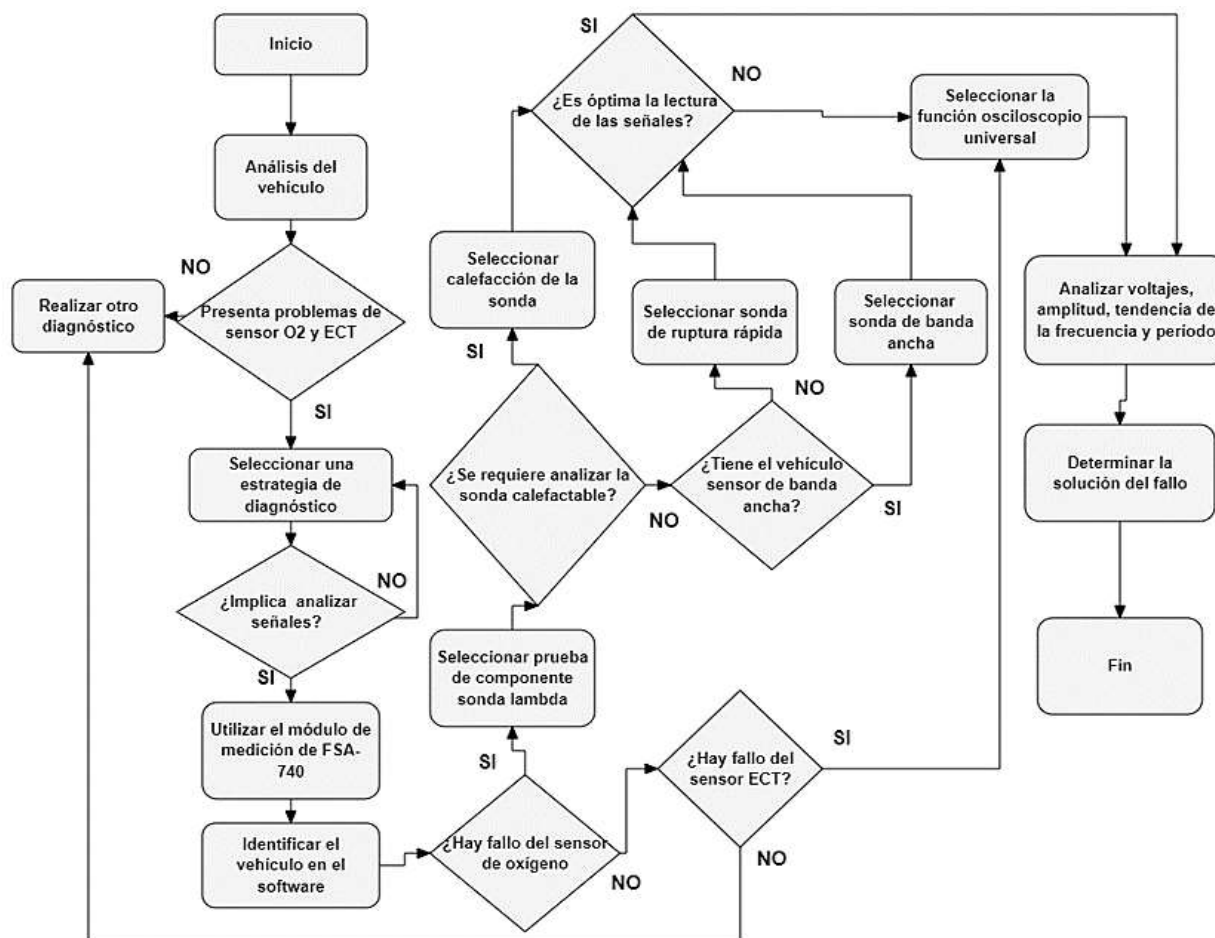 Inicio
Análisis del
vehículo
NO
Realizar otro
diagnóstico
Presenta problemas de
sensor O2 y ECT
SI
Seleccionar una
estrategia de
diagnóstico
NO
¿Implica analizar
señales?
SI
Utilizar el módulo de
medición de FSA-
740
Identificar el
vehículo en el
software
¿Hay fallo del sensor
de oxígeno
SI
NO
Seleccionar prueba
de componente
sonda lambda
¿Se requiere analizar la
sonda calefactable?
SI
NO
Seleccionar
calefacción de la
sonda
¿Tiene el vehículo
sensor de banda
ancha?
NO
SI
Seleccionar sonda
de ruptura rápida
Seleccionar
sonda de banda
ancha
¿Es óptima la lectura
de las señales?
SI
NO
Seleccionar la
función osciloscopio
universal
¿Hay fallo del
sensor ECT?
SI
NO
Analizar voltajes,
amplitud, tendencia de
la frecuencia y período
Determinar la
solución del fallo
Fin